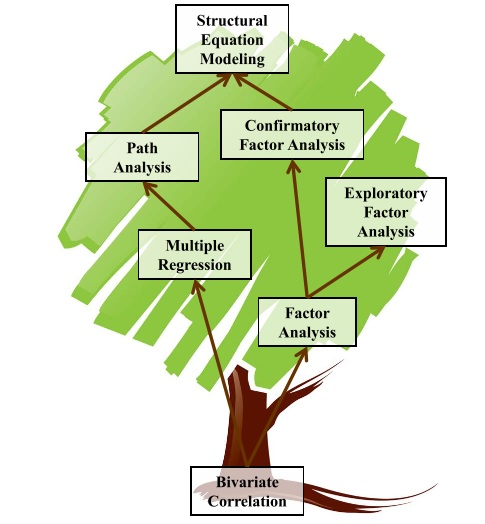 Structural
Equation
Modeling
Confirmatory
Factor Analysis
Path
Analysis
Exploratory
Factor
Analysis
Multiple
Regression
Factor
Analysis
Bivariate
Correlation